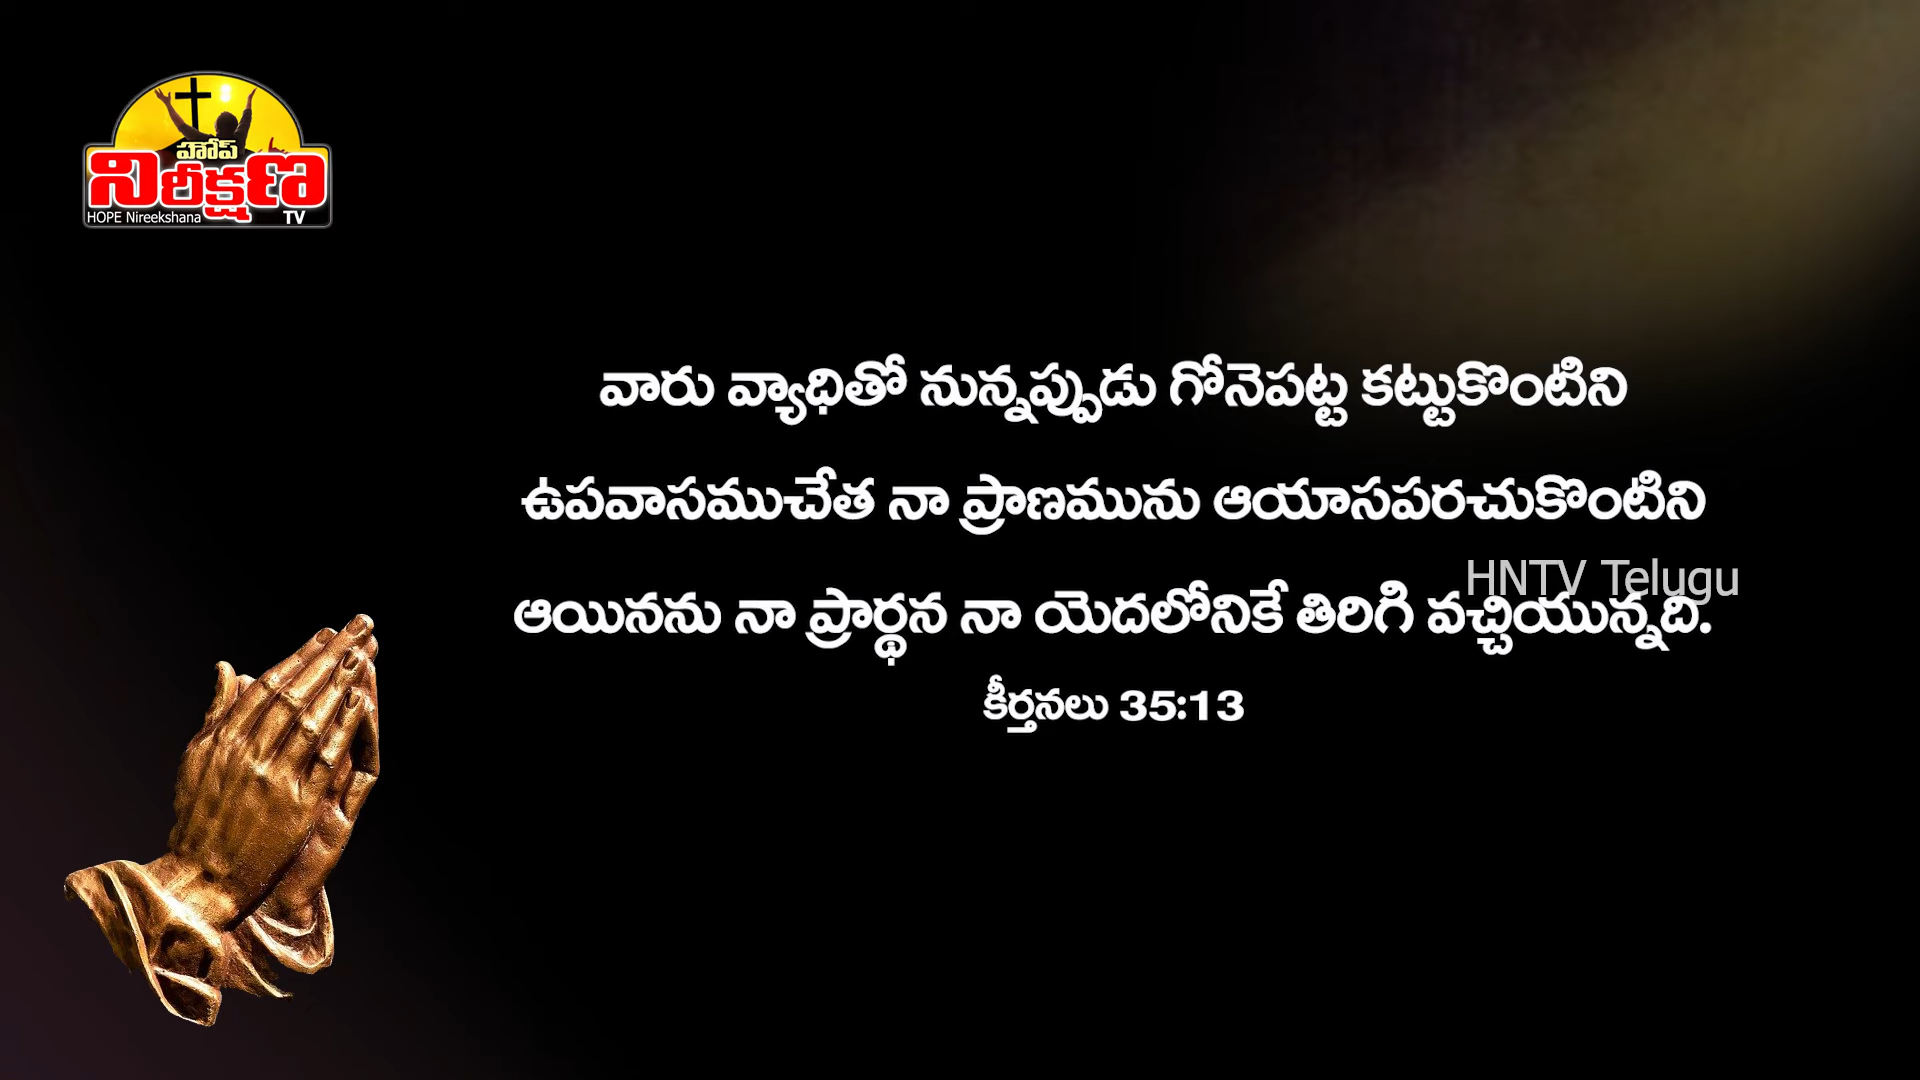 హోప్
నిరీక్షణ
HOPE Nireekshana TV
వారు వ్యాధితో నున్నప్పుడు గోనెపట్ట కట్టుకొంటిని
ఉపవాసముచేత నా ప్రాణమును ఆయాసపరచుకొంటిని
HNTV Telugu
ఆయినను నా ప్రార్థన నా యెదలోనికే తిరిగి వచ్చియున్నది.
కీర్తనలు 35:13